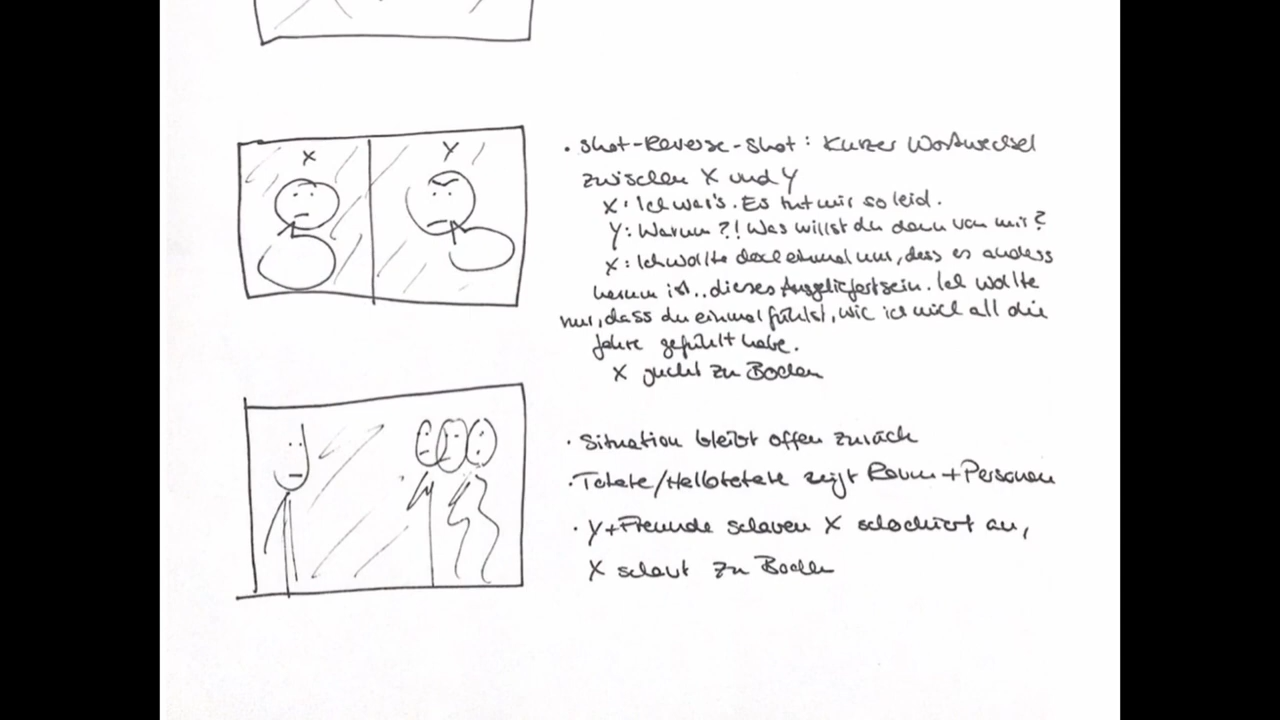 X
Y
• Shot-Reverse-Shot: Kurzer Wortwechsel
zwischen X und Y
X: Ich weis. Es tut mir so leid.
Y: Warum?! Was willst du denn von mir?
X: Ich wollte doch einmal nur, dass es anders
herum ist.. dieses Ausgeliefertsein. Ich wollte
nur, dass du einmal fühlst, wie ich mich all die
Jahre gefühlt habe.
X guckt zu Boden
• Situation bleibt offen zurück
• Totale/Halbtotale zeigt Raum + Personen
• Y + Freunde schauen X schockiert an,
X schaut zu Boden